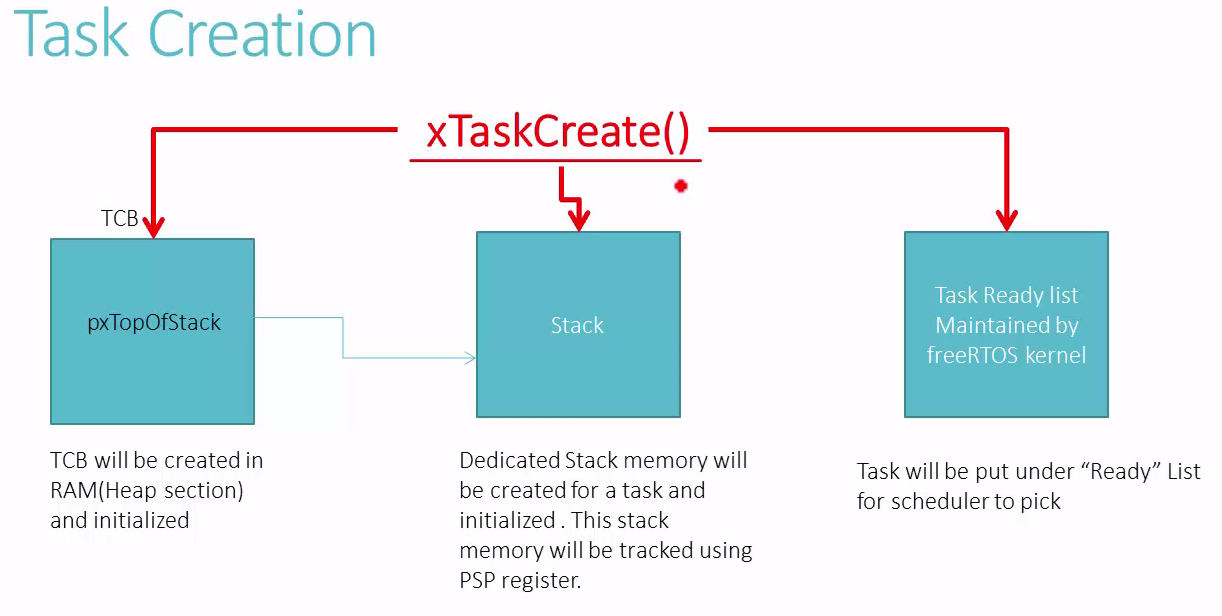 Task Creation
xTaskCreate()
TCB
pxTopOfStack
Stack
Task Ready list
Maintained by
freeRTOS kernel
TCB will be created in
RAM(Heap section)
and initialized
Dedicated Stack memory will
be created for a task and
initialized . This stack
memory will be tracked using
PSP register.
Task will be put under “Ready” List
for scheduler to pick